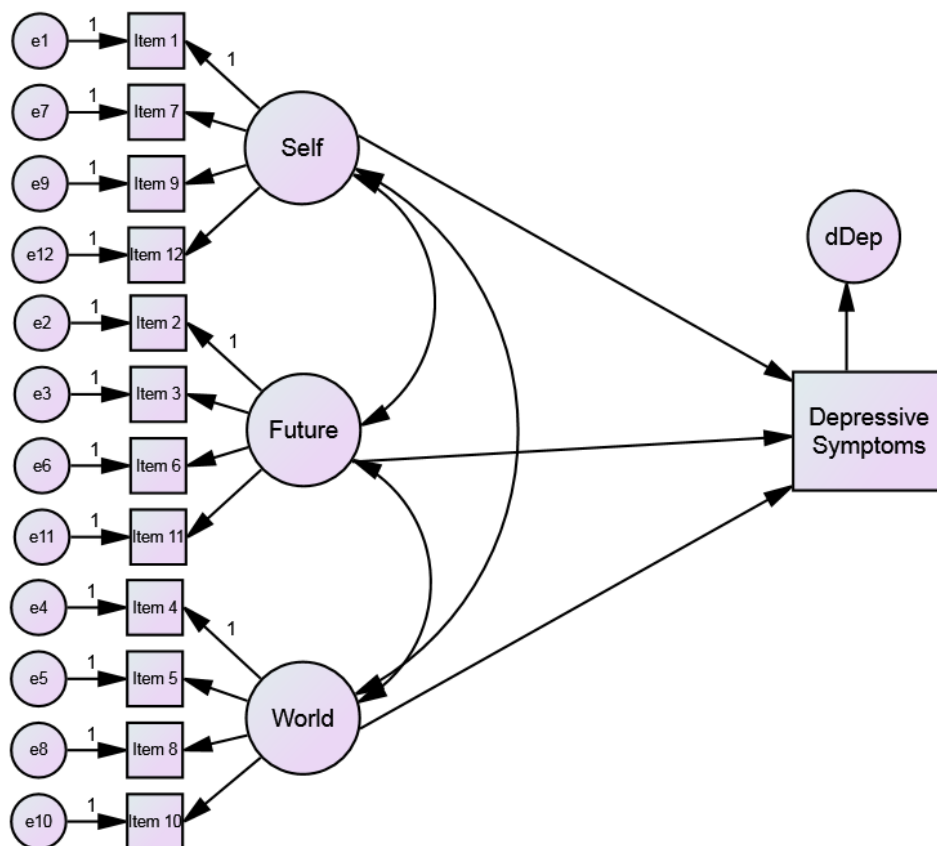 e1
1
Item 1
1
e7
1
Item 7
Self
e9
1
Item 9
e12
1
Item 12
dDep
e2
1
Item 2
1
e3
1
Item 3
Future
Depressive
Symptoms
e6
1
Item 6
e11
1
Item 11
e4
1
Item 4
1
e5
1
Item 5
World
e8
1
Item 8
e10
1
Item 10